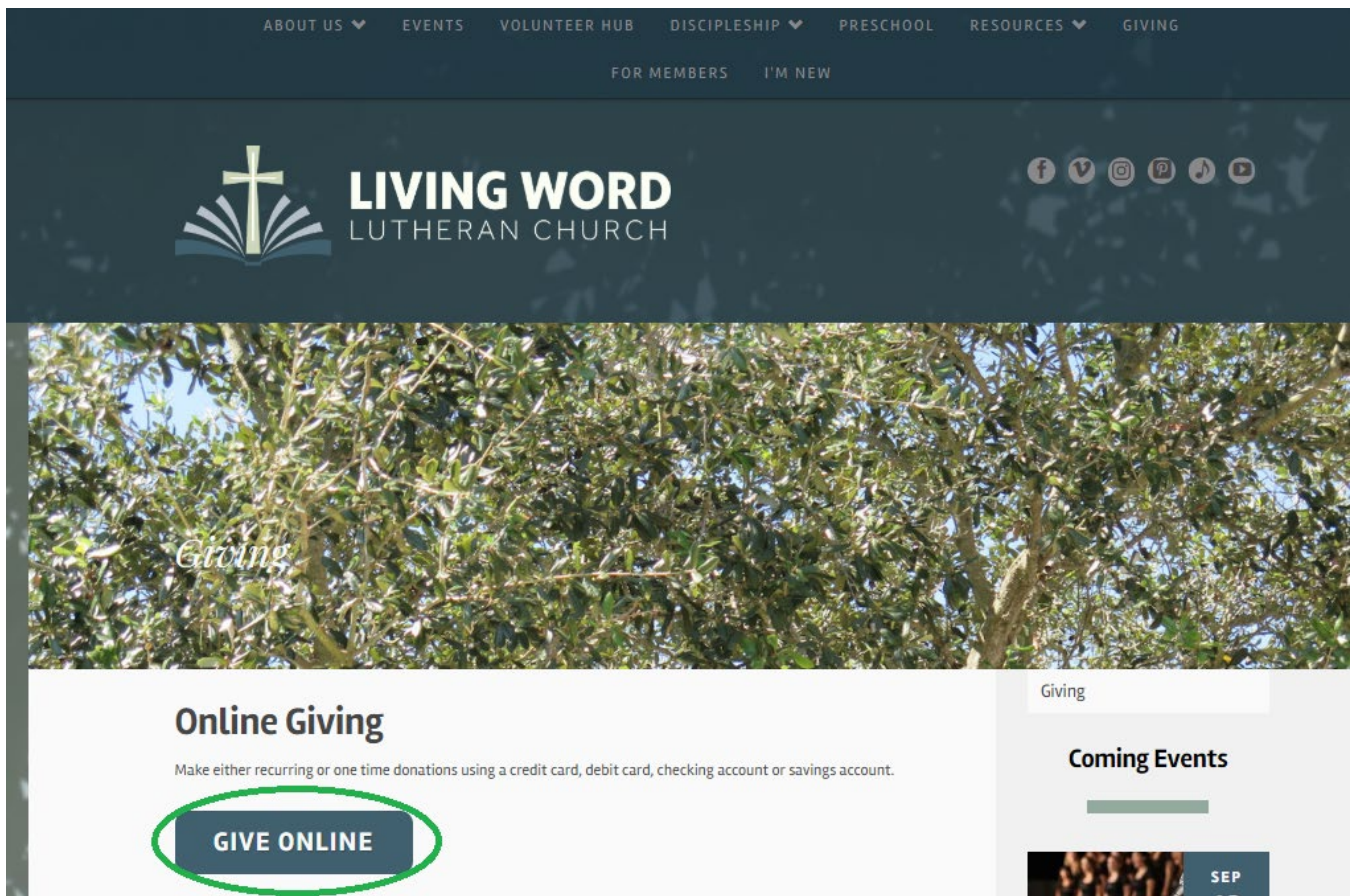 ABOUT US EVENTS VOLUNTEER HUB DISCIPLESHIP PRESCHOOL RESOURCES GIVING
FOR MEMBERS I'M NEW
LIVING WORD
LUTHERAN CHURCH
Giving
Online Giving
Make either recurring or one time donations using a credit card, debit card, checking account or savings account.
GIVE ONLINE
Giving
Coming Events
SEP